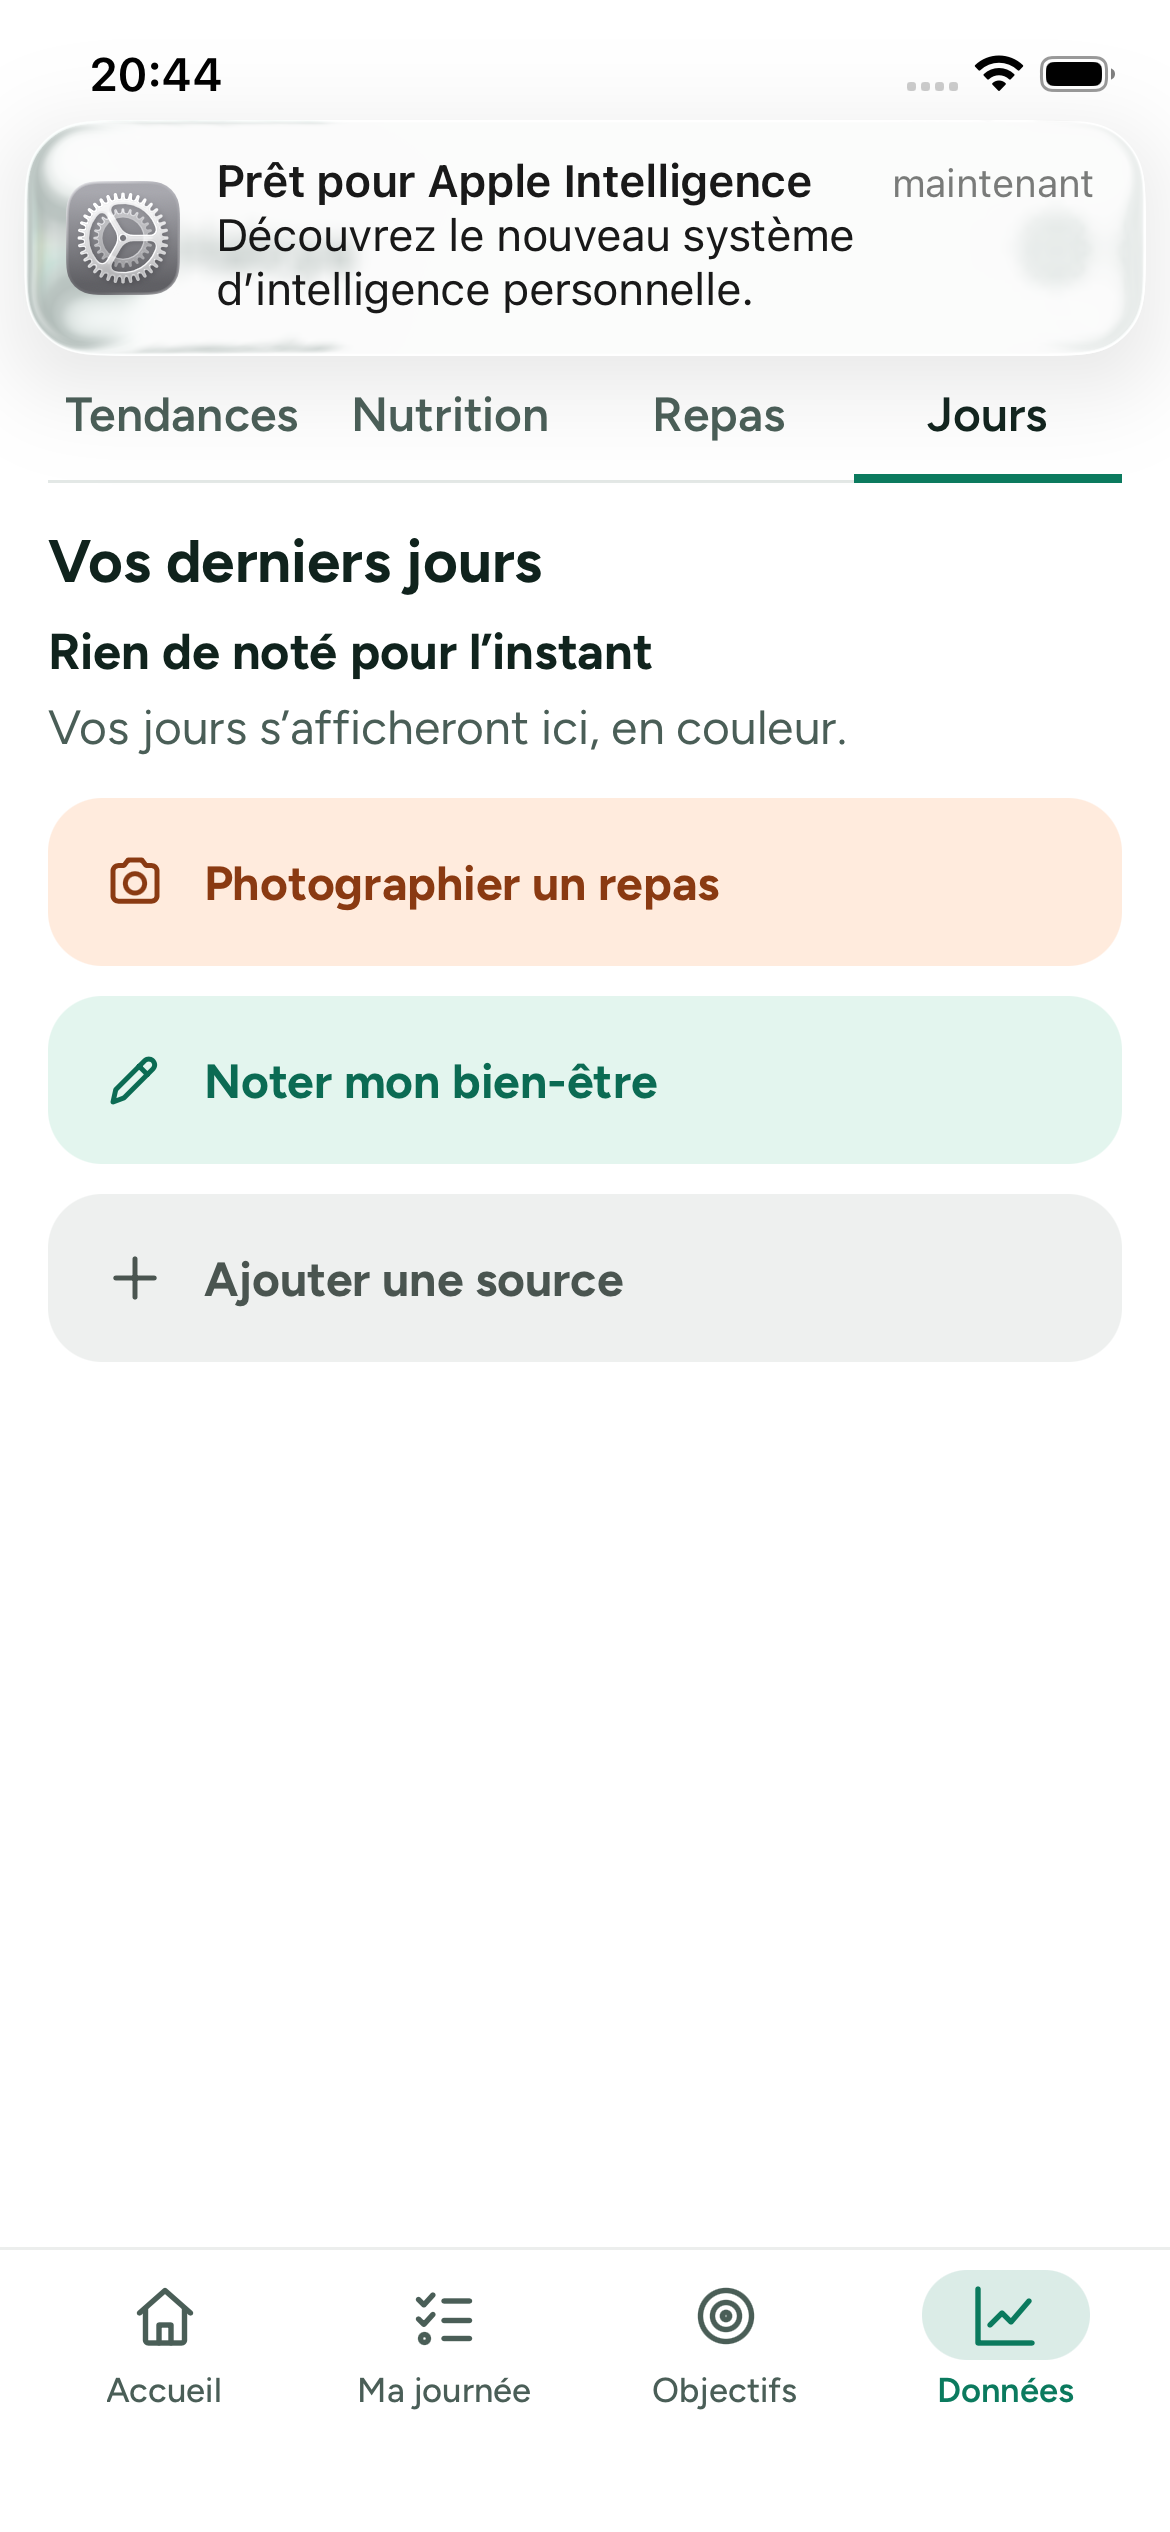 20:44
Prêt pour Apple Intelligence
maintenant
Découvrez le nouveau système
d’intelligence personnelle.
Tendances
Nutrition
Repas
Jours
Vos derniers jours
Rien de noté pour l’instant
Vos jours s’afficheront ici, en couleur.
Photographier un repas
Noter mon bien-être
Ajouter une source
Accueil
Ma journée
Objectifs
Données